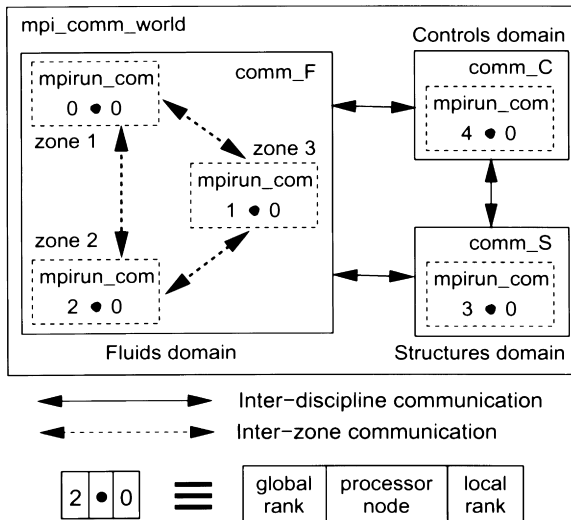 mpi_comm_world
Controls domain
comm_F
comm_C
mpirun_com
0 ● 0
zone 1
mpirun_com
4 ● 0
zone 3
mpirun_com
1 ● 0
zone 2
mpirun_com
2 ● 0
comm_S
mpirun_com
3 ● 0
Fluids domain
Structures domain
Inter-discipline communication
Inter-zone communication
2 ● 0 ≡ global rank processor node local rank